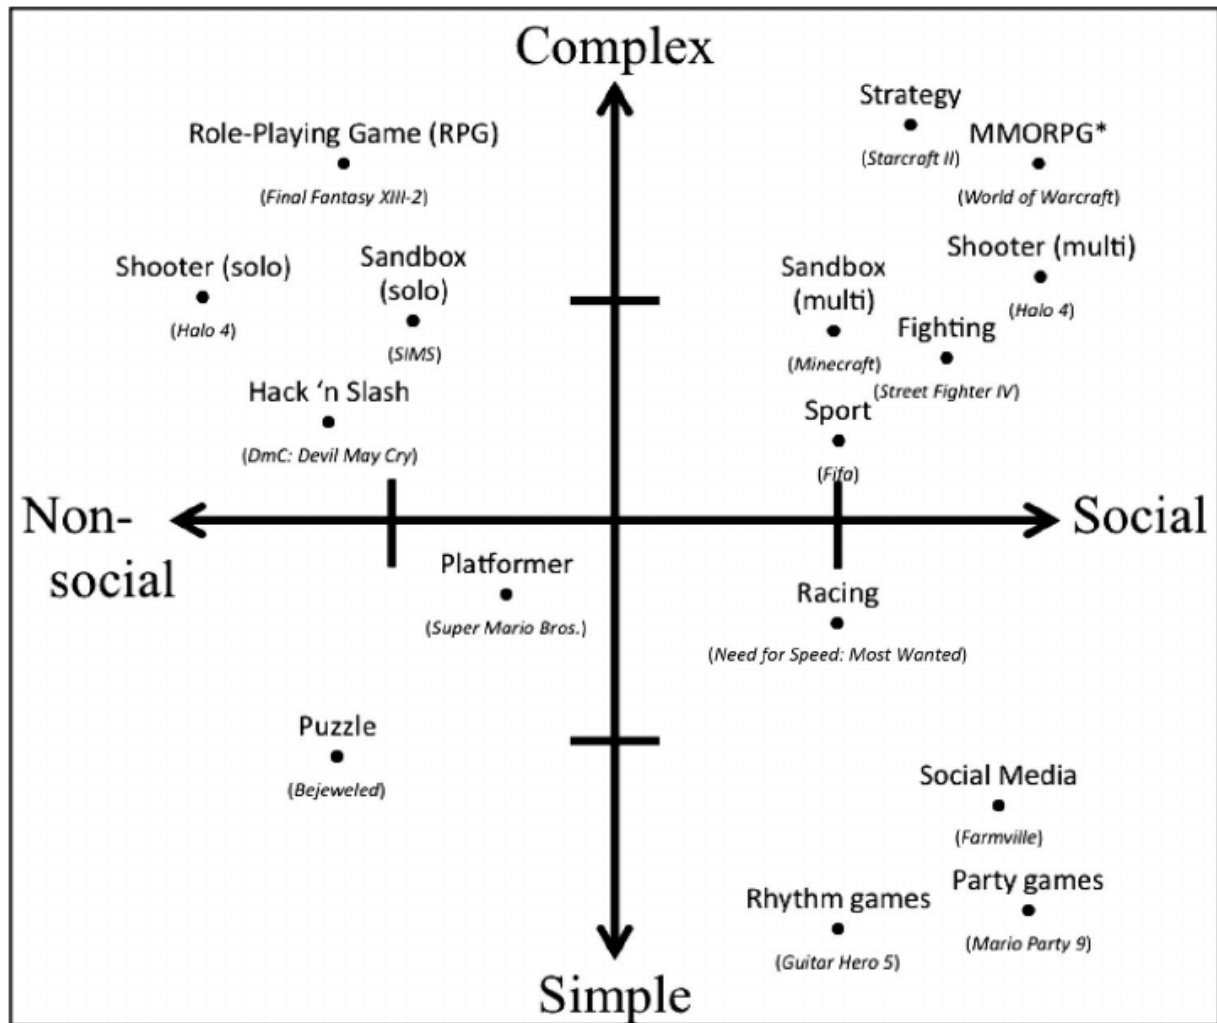 Complex
Strategy
(Starcraft II)
Role-Playing Game (RPG)
(Final Fantasy XIII-2)
MMORPG*
(World of Warcraft)
Shooter (solo)
(Halo 4)
Sandbox
(solo)
(SIMS)
Sandbox
(multi)
(Minecraft)
Shooter (multi)
(Halo 4)
Fighting
(Street Fighter IV)
Hack ‘n Slash
(DmC: Devil May Cry)
Sport
(Fifa)
Non-
social
Social
Platformer
(Super Mario Bros.)
Racing
(Need for Speed: Most Wanted)
Puzzle
(Bejeweled)
Social Media
(Farmville)
Rhythm games
(Guitar Hero 5)
Party games
(Mario Party 9)
Simple